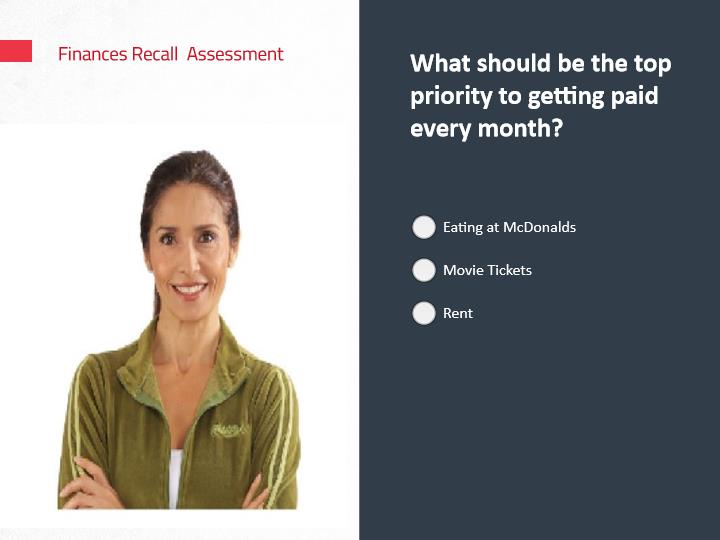 Finances Recall  Assessment
What should be the top
priority to getting paid
every month?
Eating at McDonalds
Movie Tickets
Rent